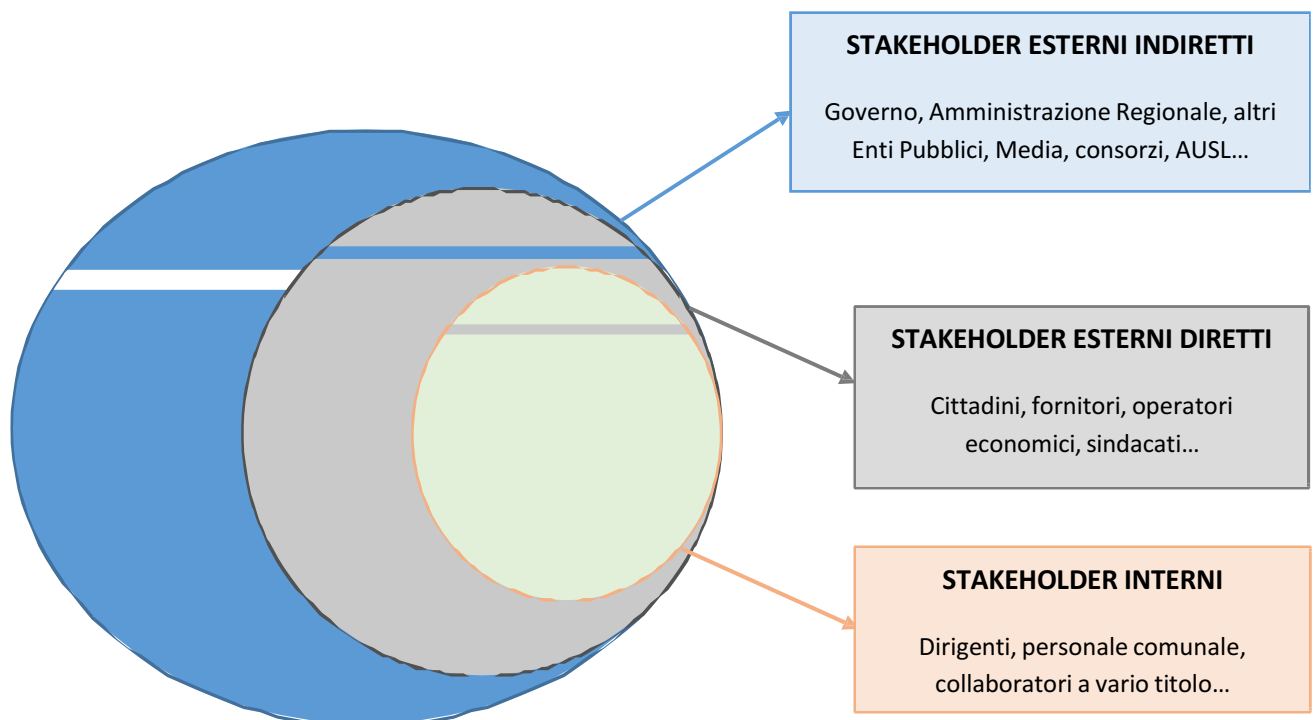 STAKEHOLDER ESTERNI INDIRETTI
Governo, Amministrazione Regionale, altri
Enti Pubblici, Media, consorzi, AUSL…
STAKEHOLDER ESTERNI DIRETTI
Cittadini, fornitori, operatori
economici, sindacati…
STAKEHOLDER INTERNI
Dirigenti, personale comunale,
collaboratori a vario titolo…